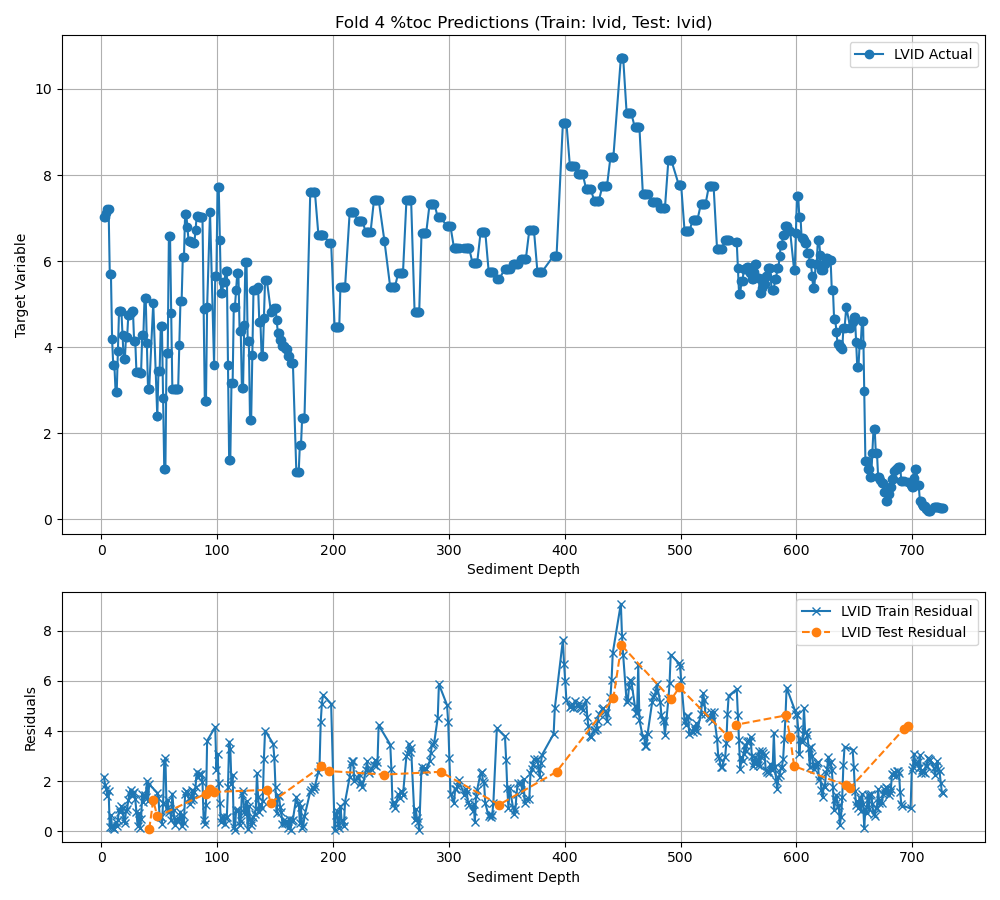 Fold 4 %toc Predictions (Train: lvid, Test: lvid)
LVID Actual
Target Variable
10
8
6
4
2
0
0 100 200 300 400 500 600 700
Sediment Depth
LVID Train Residual
LVID Test Residual
Residuals
8
6
4
2
0
0 100 200 300 400 500 600 700
Sediment Depth